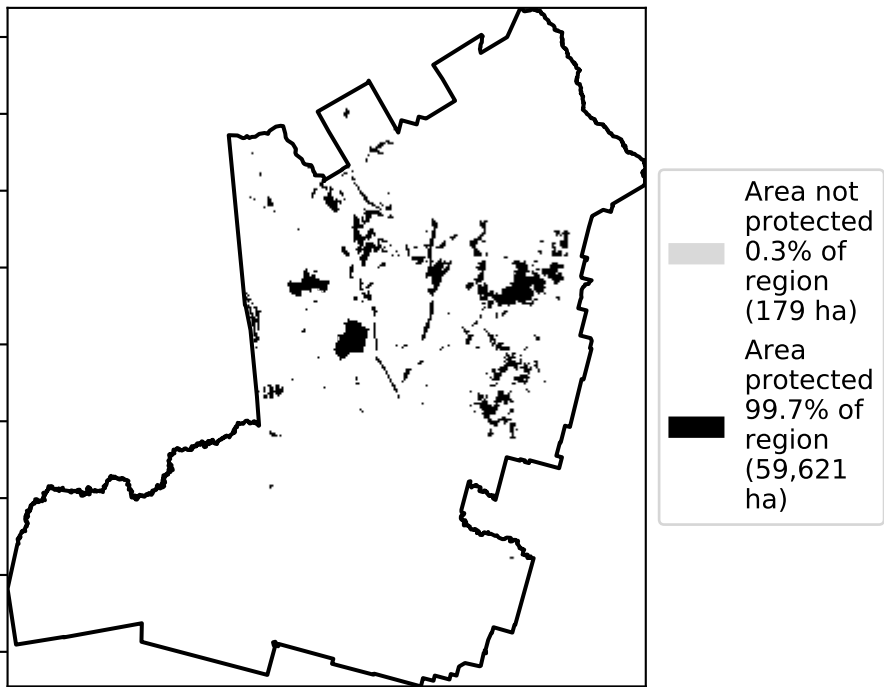 Area not
protected
0.3% of
region
(179 ha)
Area
protected
99.7% of
region
(59,621
ha)